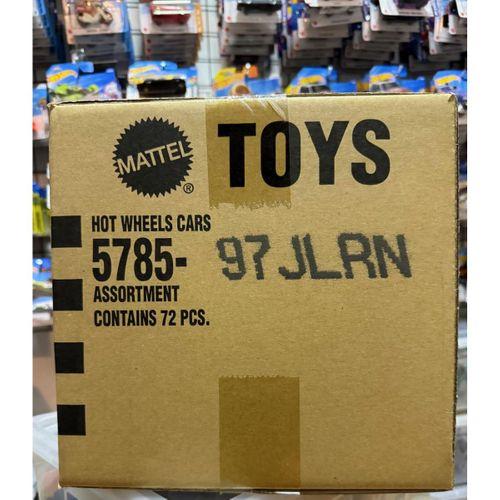 MATTEL
®
TOYS
HOT WHEELS CARS
5785- 97JLRN
ASSORTMENT
CONTAINS 72 PCS.